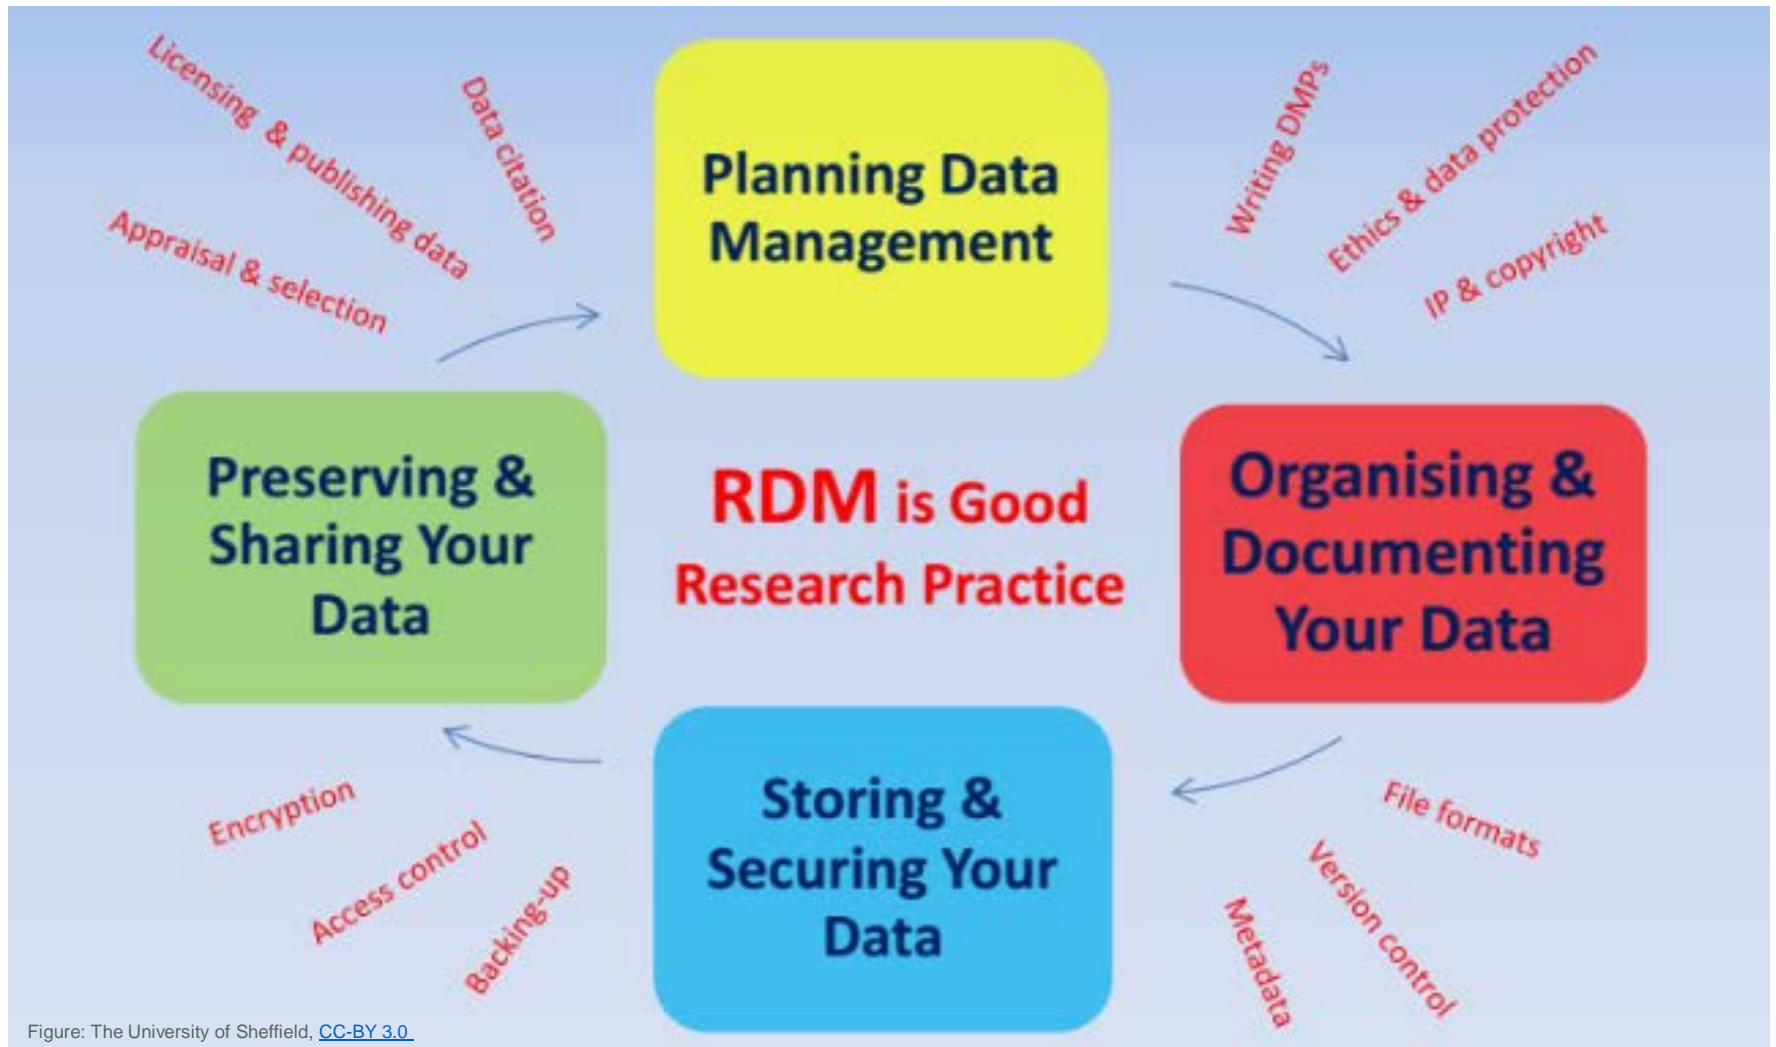 Licensing & publishing data
Data citation
Appraisal & selection
Planning Data
Management
Writing DMPs
Ethics & data protection
IP & copyright
Preserving &
Sharing Your
Data
RDM is Good
Research Practice
Organising &
Documenting
Your Data
Encryption
Access control
Backing-up
Storing &
Securing Your
Data
File formats
Version control
Metadata
Figure: The University of Sheffield, CC-BY 3.0